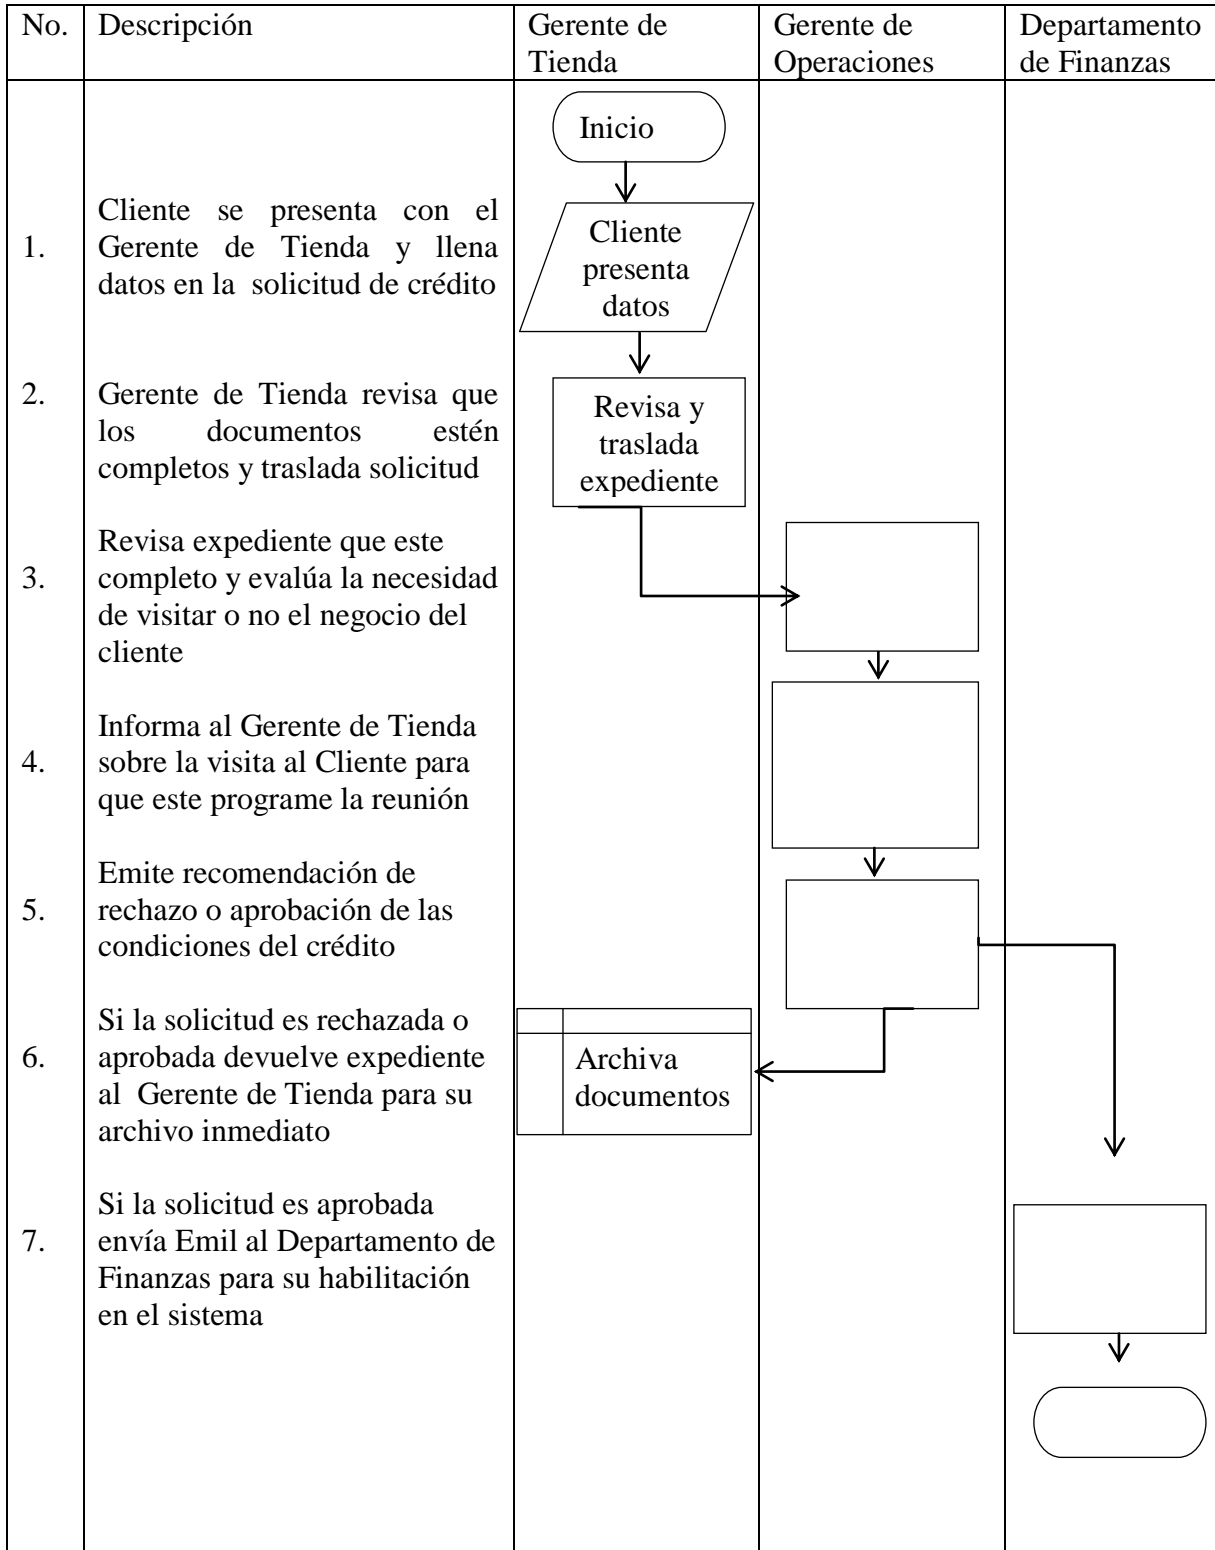 No.
Descripción
Gerente de
Tienda
Gerente de
Operaciones
Departamento
de Finanzas
Inicio
1.
Cliente se presenta con el
Gerente de Tienda y llena
datos en la solicitud de crédito
Cliente
presenta
datos
2.
Gerente de Tienda revisa que
los documentos estén
completos y traslada solicitud
Revisa y
traslada
expediente
3.
Revisa expediente que este
completo y evalúa la necesidad
de visitar o no el negocio del
cliente
4.
Informa al Gerente de Tienda
sobre la visita al Cliente para
que este programe la reunión
5.
Emite recomendación de
rechazo o aprobación de las
condiciones del crédito
6.
Si la solicitud es rechazada o
aprobada devuelve expediente
al Gerente de Tienda para su
archivo inmediato
Archiva
documentos
7.
Si la solicitud es aprobada
envía Emil al Departamento de
Finanzas para su habilitación
en el sistema